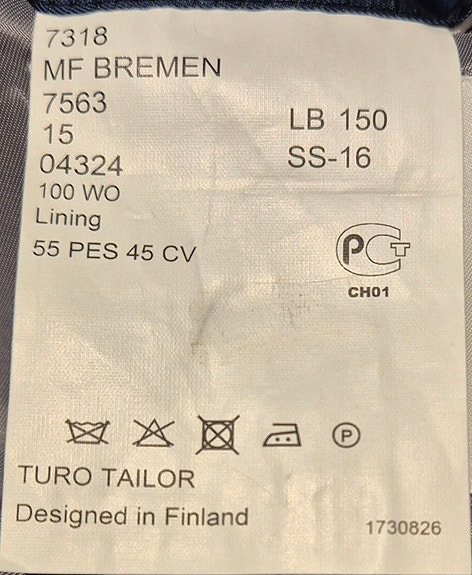 7318
MF BREMEN
7563
15
04324
100 WO
Lining
55 PES 45 CV
LB 150
SS-16
РСТ
CH01
P
TURO TAILOR
Designed in Finland
1730826